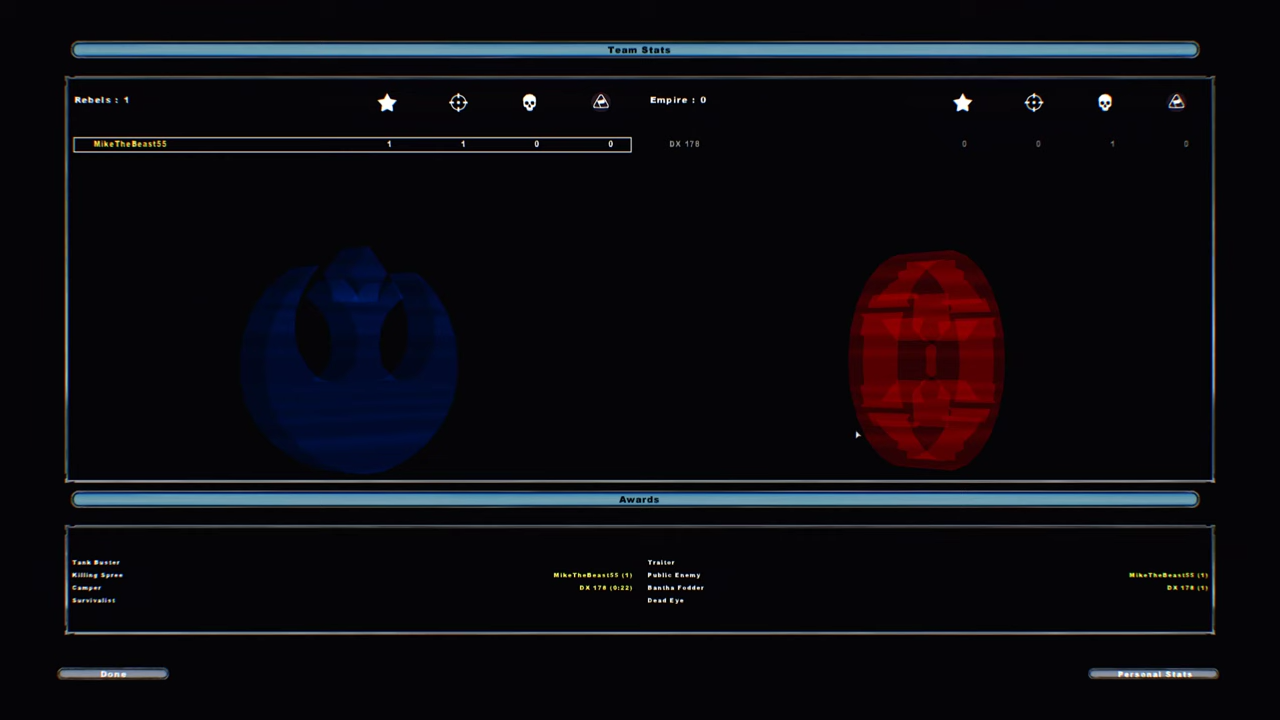 Team Stats
Rebels : 1
Empire : 0
MikeTheBeast55 1 1 0 0
DX 178 0 0 1 0
Awards
Tank Buster
Killing Spree MikeTheBeast55 (1)
Camper DX 178 (0:22)
Survivalist
Traitor
Public Enemy MikeTheBeast55 (1)
Bantha Fodder DX 178 (1)
Dead Eye
Done
Personal Stats